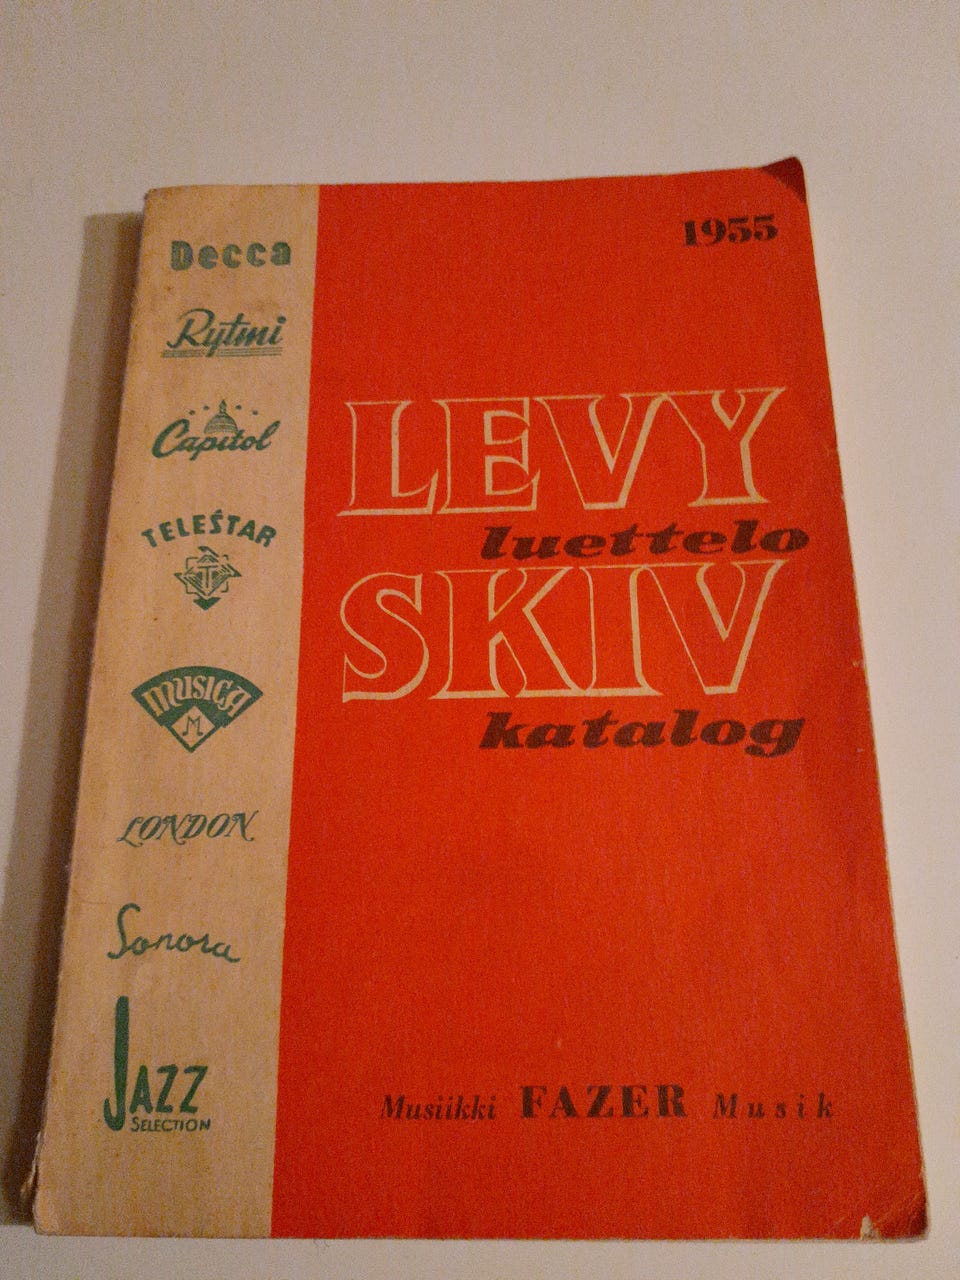 1955
Decca
Rytmi
Capitol
TELESTAR
T
MUSICA
M
LONDON
Sonora
JAZZ
SELECTION
LEVY
luettelo
SKIV
katalog
Musiikki FAZER Musik